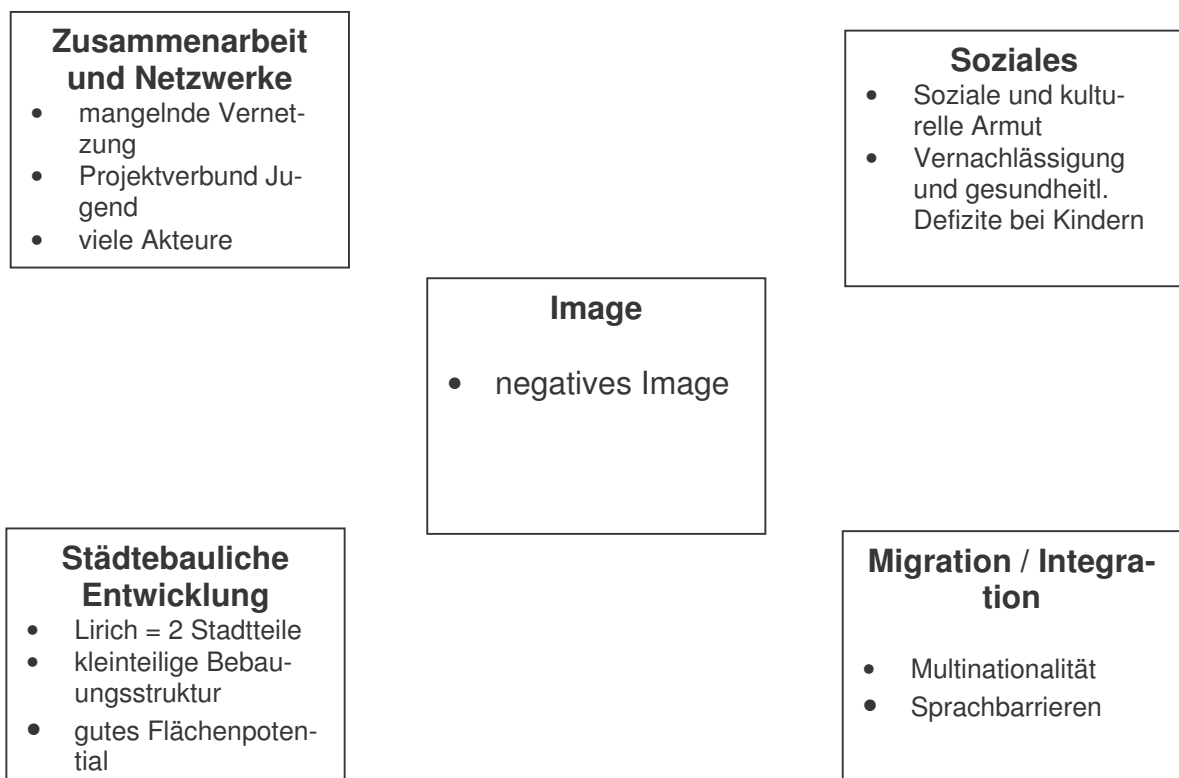 Zusammenarbeit
und Netzwerke
• mangelnde Vernet-
zung
• Projektverbund Ju-
gend
• viele Akteure
Soziales
• Soziale und kultu-
relle Armut
• Vernachlässigung
und gesundheitl.
Defizite bei Kindern
Image
• negatives Image
Städtebauliche
Entwicklung
• Lirich = 2 Stadtteile
• kleinteilige Bebau-
ungsstruktur
• gutes Flächenpoten-
tial
Migration / Integra-
tion
• Multinationalität
• Sprachbarrieren